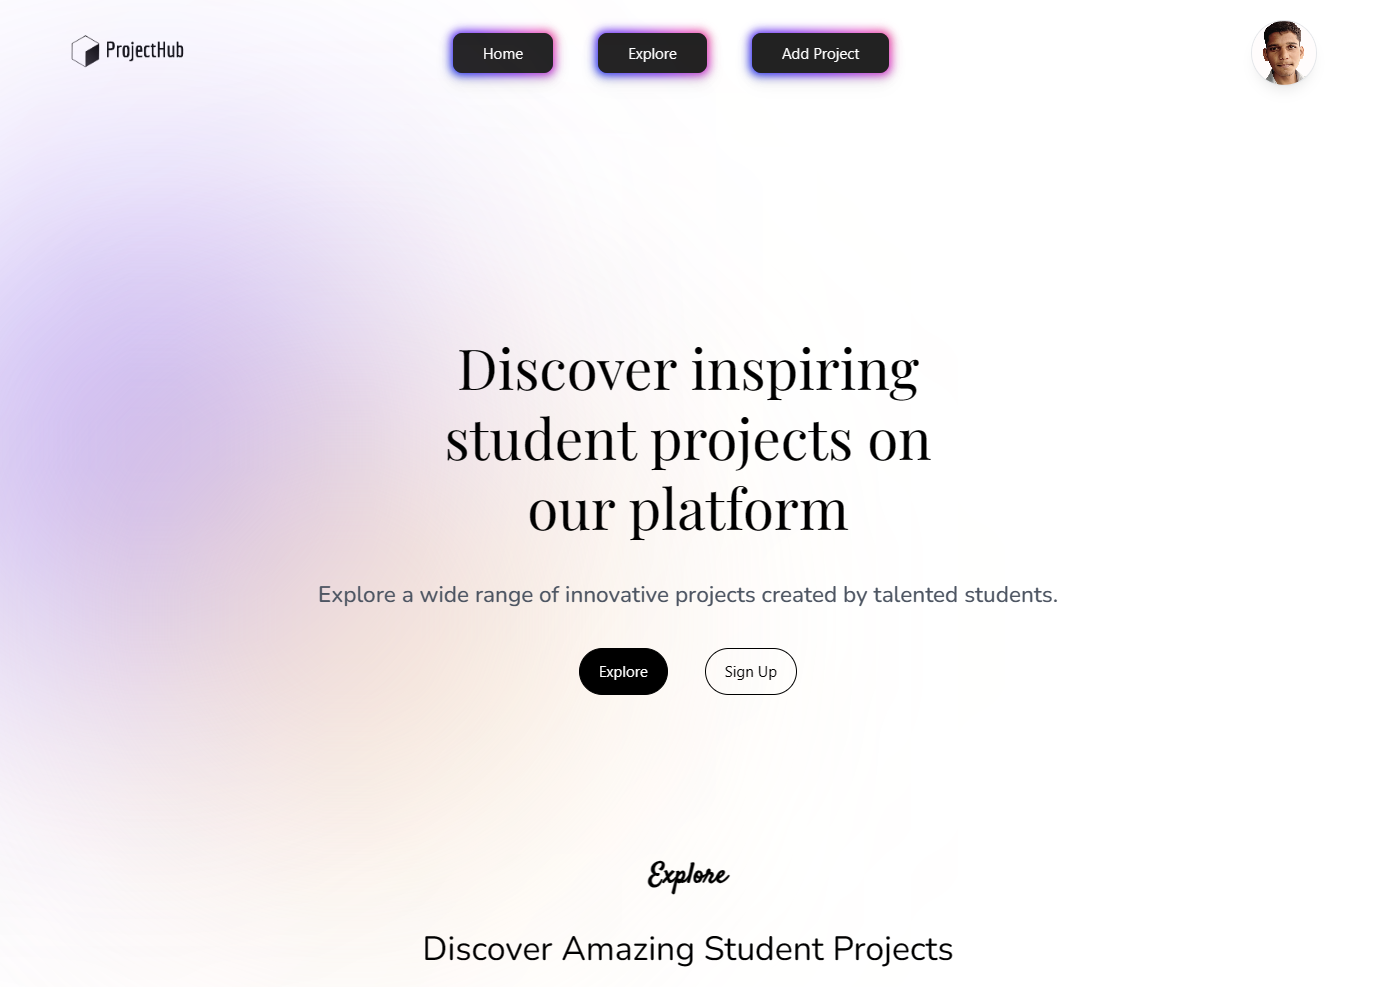 ProjectHub
Home
Explore
Add Project
Discover inspiring
student projects on
our platform
Explore a wide range of innovative projects created by talented students.
Explore
Sign Up
Explore
Discover Amazing Student Projects